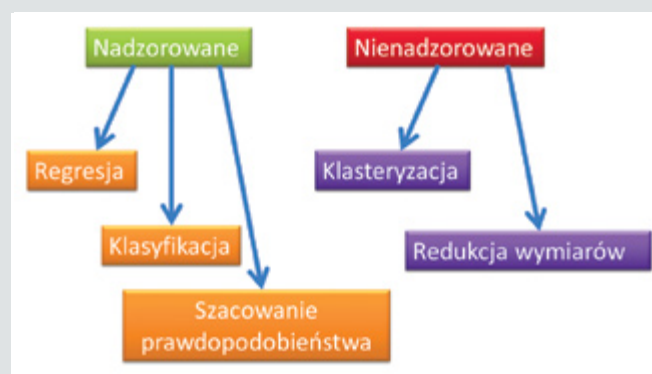 Nadzorowane
Nienadzorowane
Regresja
Klasteryzacja
Klasyfikacja
Redukcja wymiarów
Szacowanie
prawdopodobieństwa